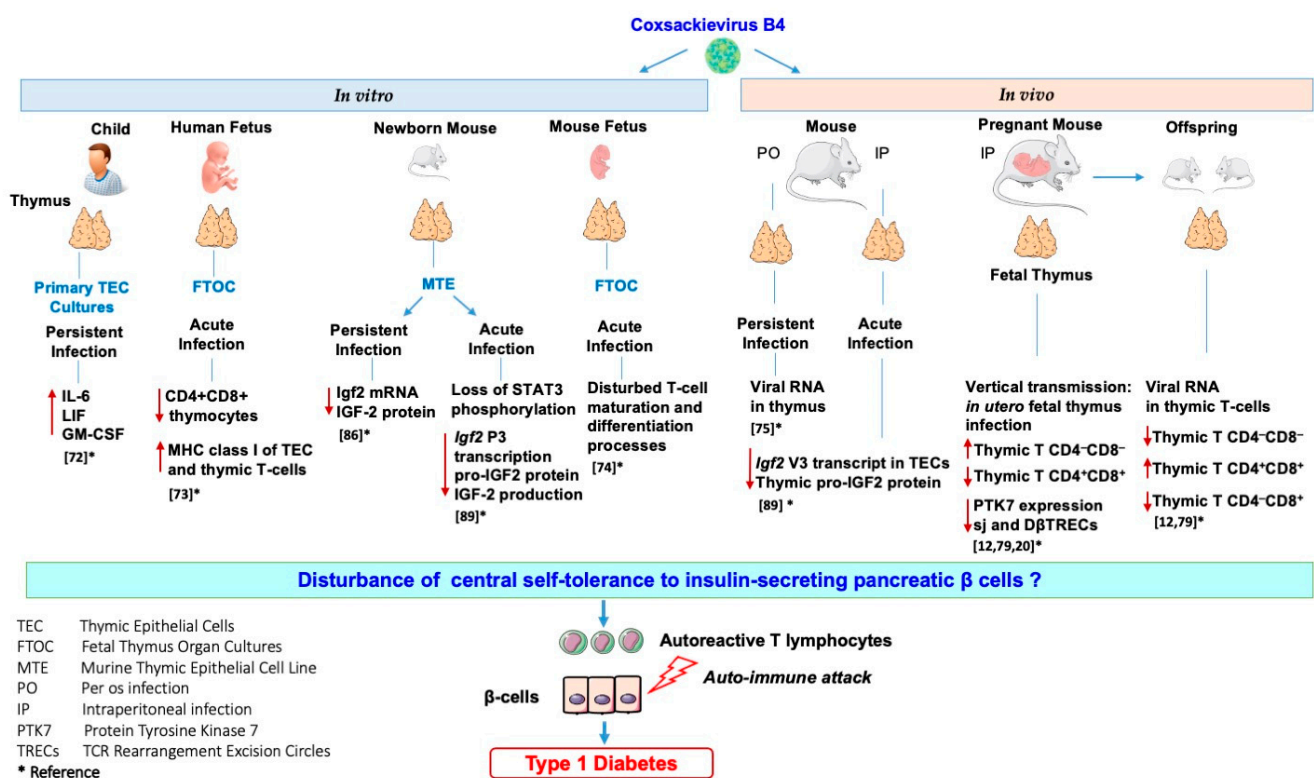 Coxsackievirus B4
In vitro
In vivo
Child
Human Fetus
Newborn Mouse
Mouse Fetus
Mouse
Pregnant Mouse
Offspring
PO
IP
IP
Thymus
Fetal Thymus
Primary TEC
Cultures
Persistent
Infection
IL-6
LIF
GM-CSF
[72]*
FTOC
Acute
Infection
CD4+CD8+
thymocytes
MHC class I of TEC
and thymic T-cells
[73]*
MTE
Persistent
Infection
Igf2 mRNA
IGF-2 protein
[86]*
Acute
Infection
Loss of STAT3
phosphorylation
Igf2 P3
transcription
pro-IGF2 protein
IGF-2 production
[89]*
FTOC
Acute
Infection
Disturbed T-cell
maturation and
differentiation
processes
[74]*
Persistent
Infection
Viral RNA
in thymus
[75]*
Acute
Infection
Igf2 V3 transcript in TECs
Thymic pro-IGF2 protein
[89] *
Vertical transmission:
in utero fetal thymus
infection
Thymic T CD4⁻CD8⁻
Thymic T CD4⁺CD8⁺
PTK7 expression
sj and DβTRECs
[12,79,20]*
Viral RNA
in thymic T-cells
Thymic T CD4⁻CD8⁻
Thymic T CD4⁺CD8⁺
Thymic T CD4⁻CD8⁺
[12,79]*
Disturbance of central self-tolerance to insulin-secreting pancreatic β cells ?
TEC Thymic Epithelial Cells
FTOC Fetal Thymus Organ Cultures
MTE Murine Thymic Epithelial Cell Line
PO Per os infection
IP Intraperitoneal infection
PTK7 Protein Tyrosine Kinase 7
TRECs TCR Rearrangement Excision Circles
* Reference
Autoreactive T lymphocytes
Auto-immune attack
β-cells
Type 1 Diabetes